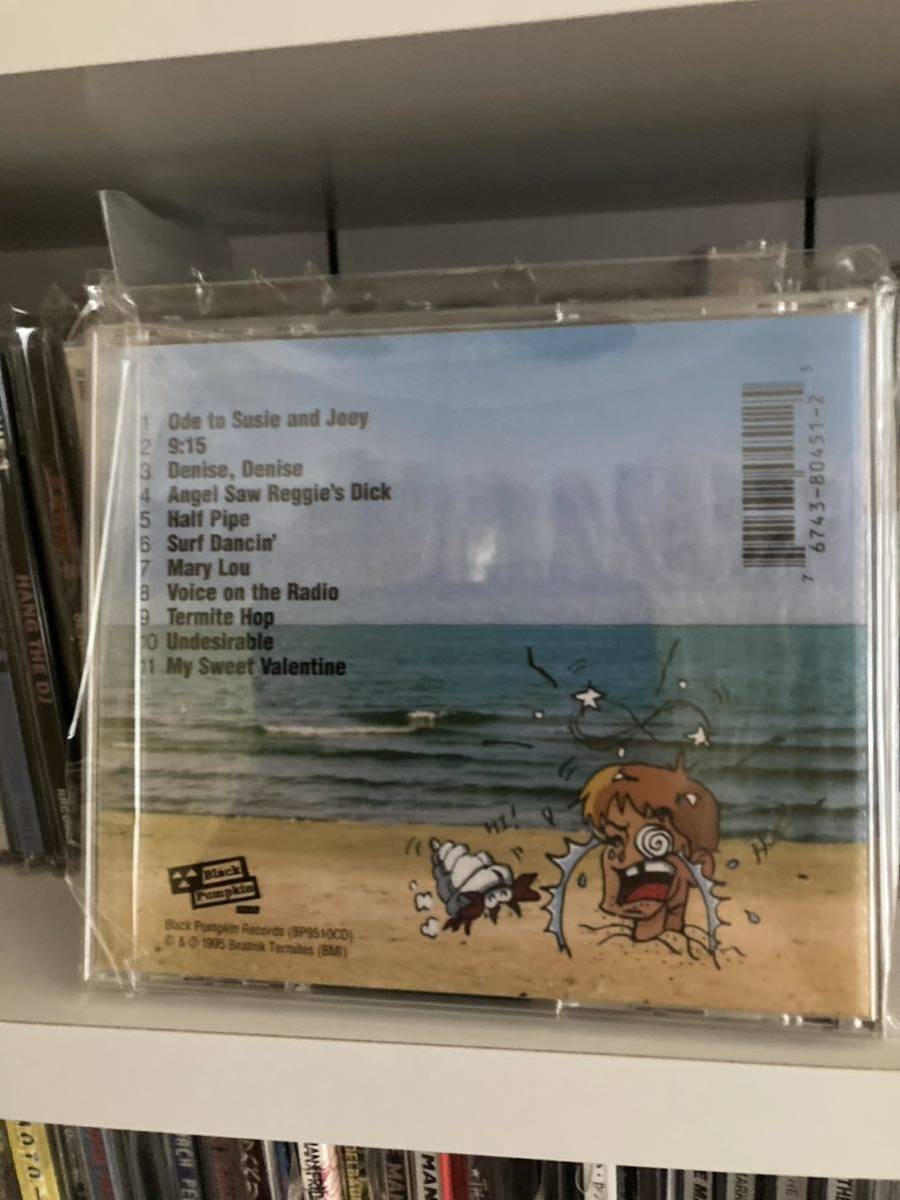 1 Ode to Susie and Joey
2 9:15
3 Denise, Denise
4 Angel Saw Reggie's Dick
5 Half Pipe
6 Surf Dancin'
7 Mary Lou
8 Voice on the Radio
9 Termite Hop
10 Undesirable
11 My Sweet Valentine
7 6743-80451-2 3
HI!
Black
Pumpkin
Black Pumpkin Records (BP9510CD)
© & ℗ 1995 Beatnik Termites (BMI)
HANG THE DJ